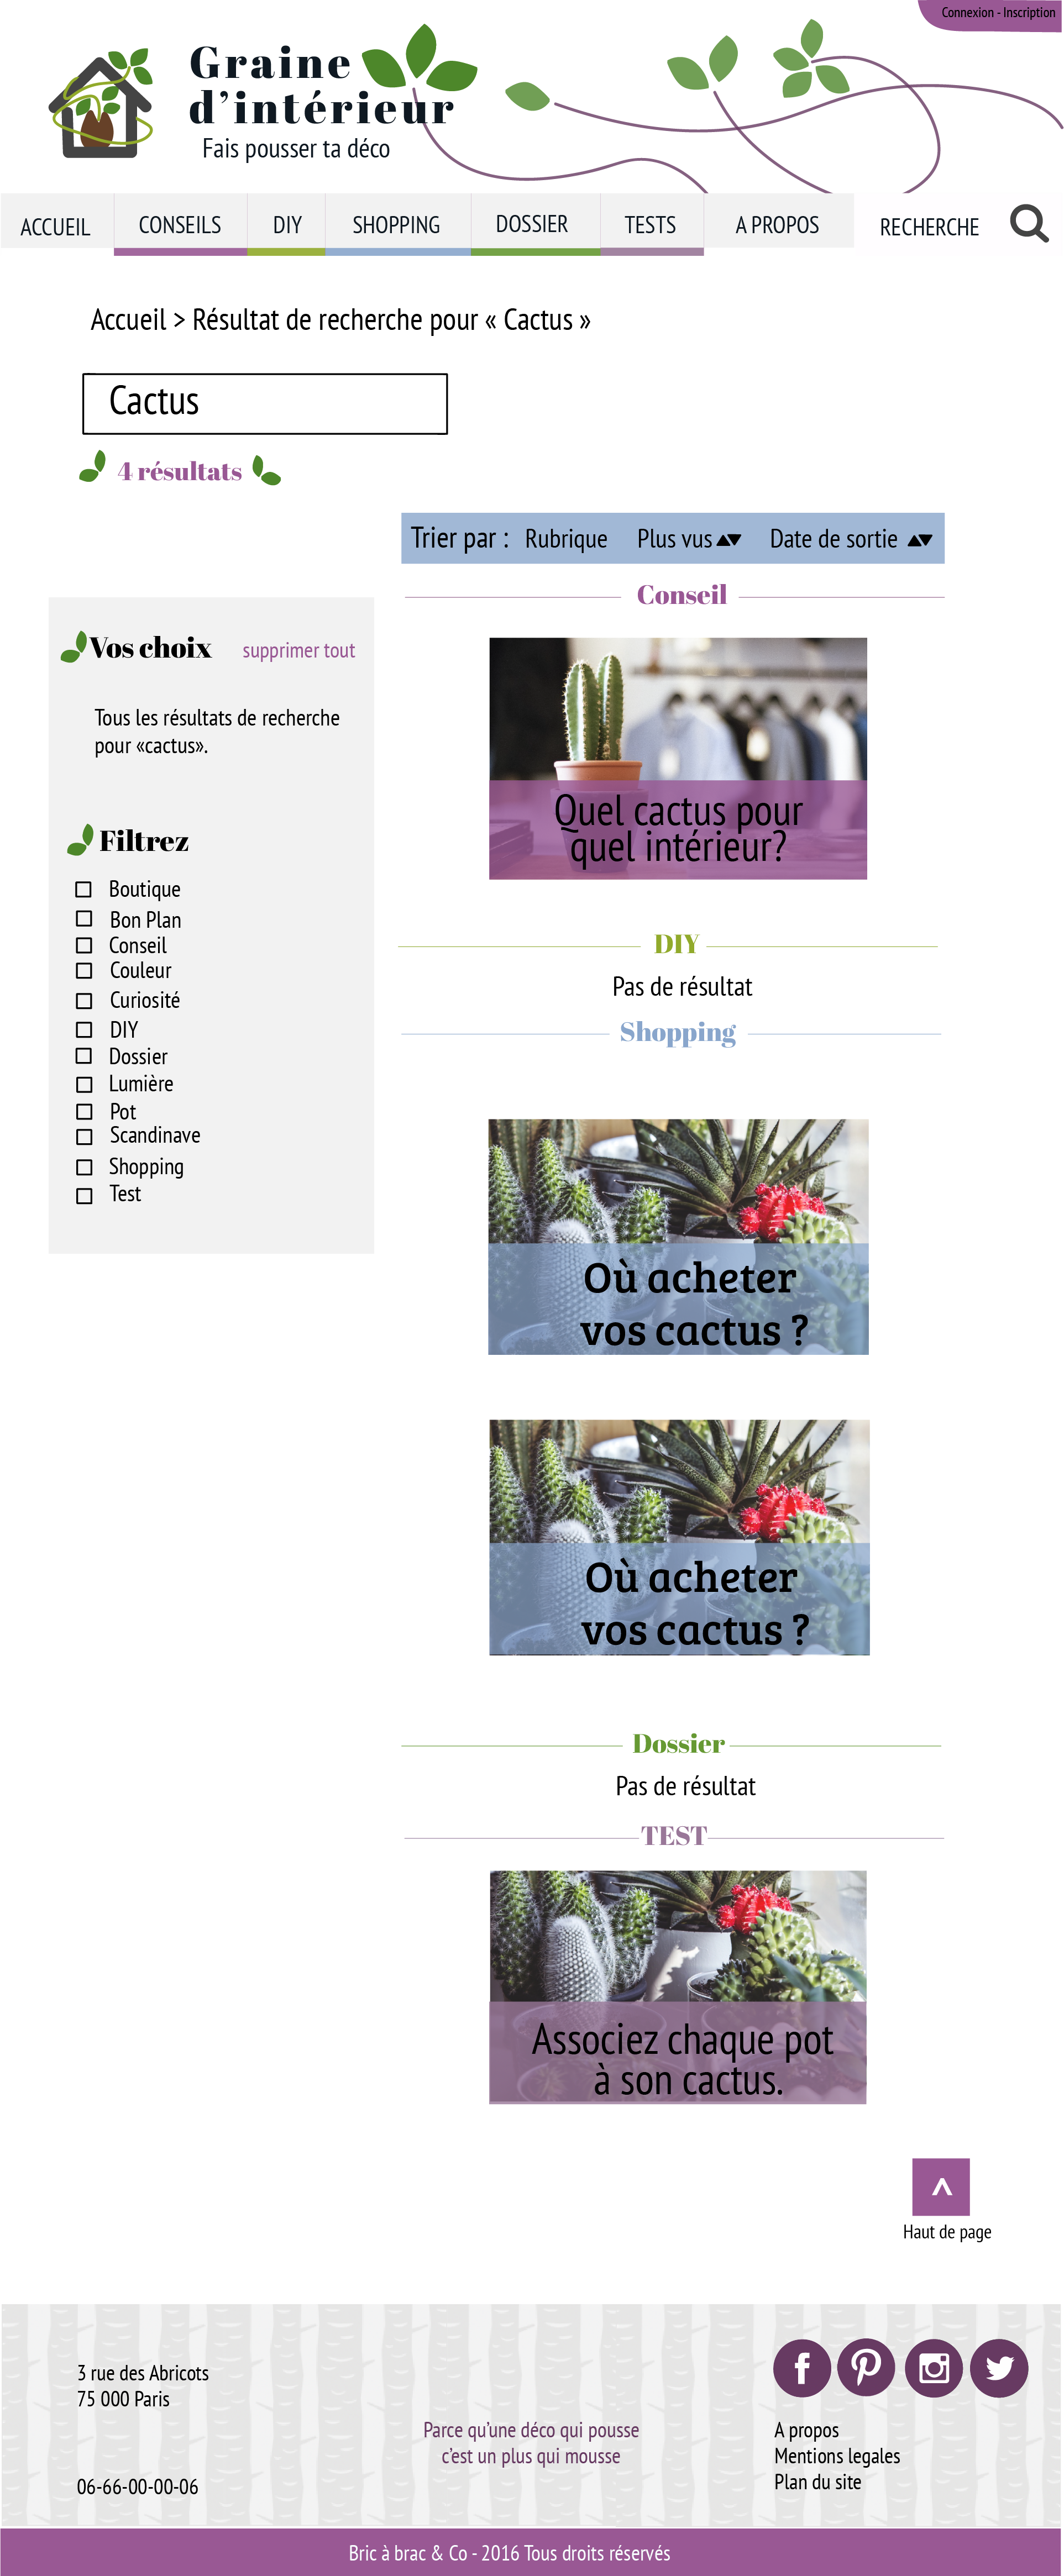 Connexion - Inscription
Graine
d’intérieur
Fais pousser ta déco
ACCUEIL
CONSEILS
DIY
SHOPPING
DOSSIER
TESTS
A PROPOS
RECHERCHE
Accueil > Résultat de recherche pour « Cactus »
Cactus
4 résultats
Trier par : Rubrique Plus vus Date de sortie
Vos choix supprimer tout
Tous les résultats de recherche
pour «cactus».
Filtrez
Boutique
Bon Plan
Conseil
Couleur
Curiosité
DIY
Dossier
Lumière
Pot
Scandinave
Shopping
Test
Conseil
Quel cactus pour
quel intérieur?
DIY
Pas de résultat
Shopping
Où acheter
vos cactus ?
Où acheter
vos cactus ?
Dossier
Pas de résultat
TEST
Associez chaque pot
à son cactus.
Haut de page
3 rue des Abricots
75 000 Paris
06-66-00-00-06
Parce qu’une déco qui pousse
c’est un plus qui mousse
A propos
Mentions legales
Plan du site
Bric à brac & Co - 2016 Tous droits réservés